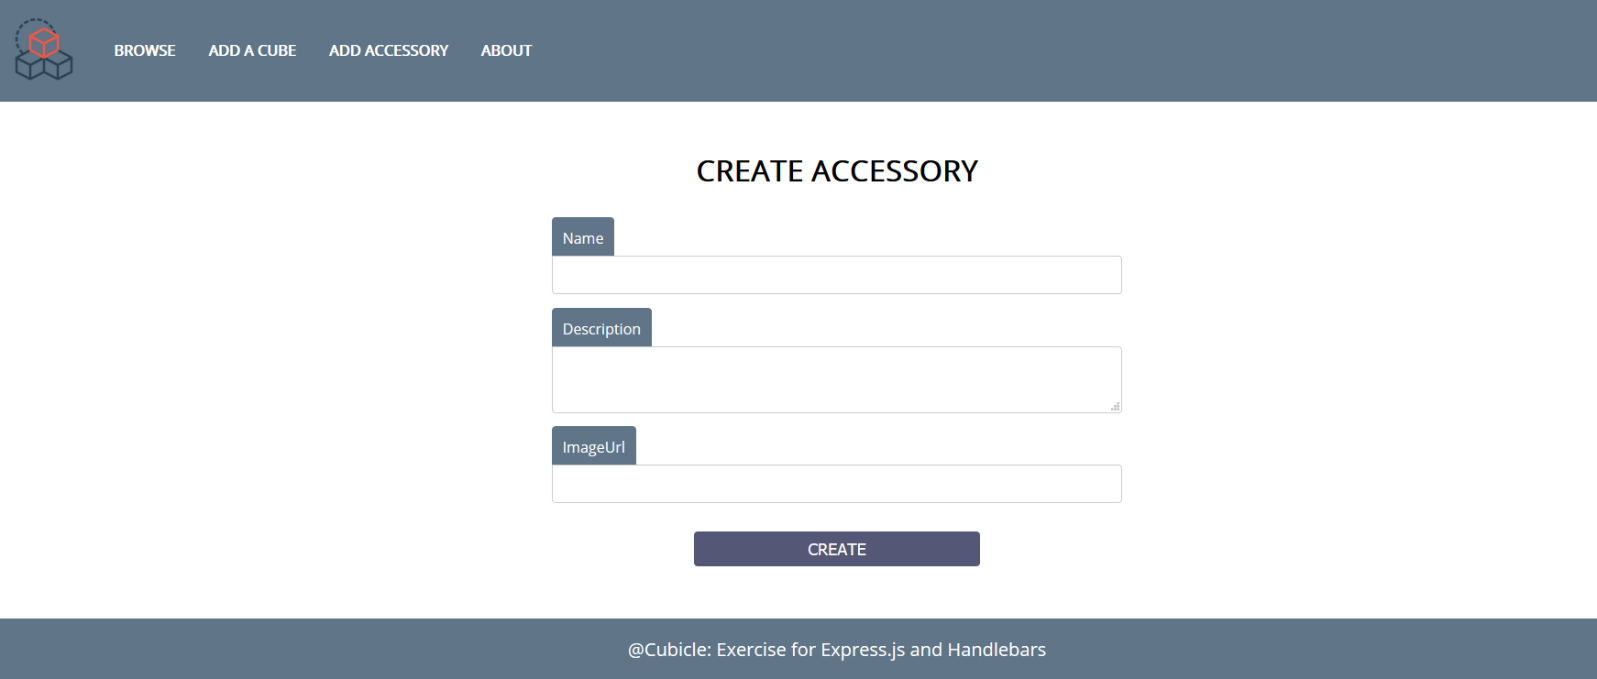 BROWSE ADD A CUBE ADD ACCESSORY ABOUT
CREATE ACCESSORY
Name
Description
ImageUrl
CREATE
@Cubicle: Exercise for Express.js and Handlebars